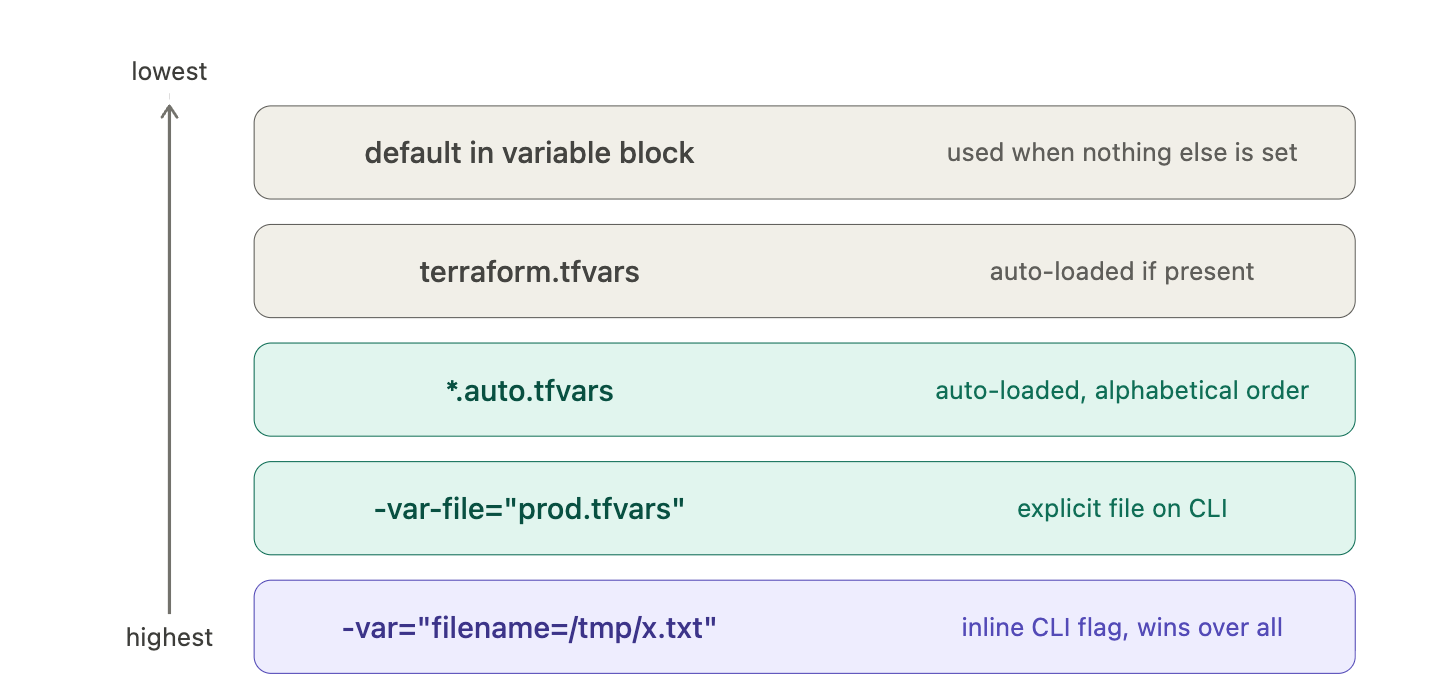 lowest
default in variable block used when nothing else is set
terraform.tfvars auto-loaded if present
*.auto.tfvars auto-loaded, alphabetical order
-var-file="prod.tfvars" explicit file on CLI
-var="filename=/tmp/x.txt" inline CLI flag, wins over all
highest